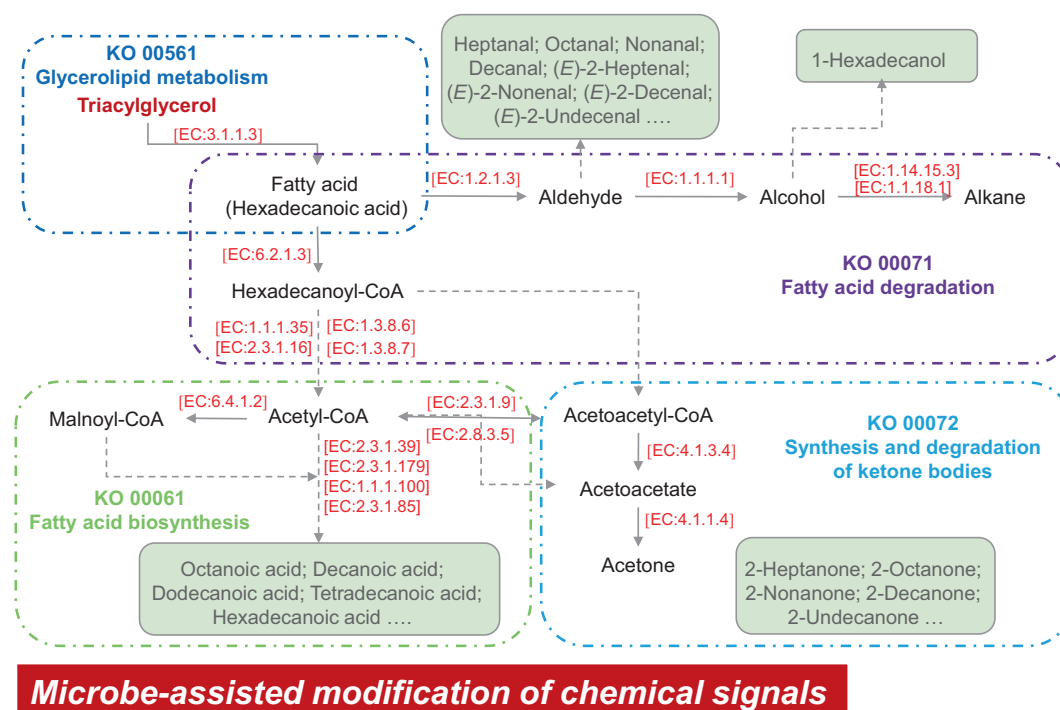 KO 00561
Glycerolipid metabolism
Triacylglycerol
[EC:3.1.1.3]
Heptanal; Octanal; Nonanal;
Decanal; (E)-2-Heptenal;
(E)-2-Nonenal; (E)-2-Decenal;
(E)-2-Undecenal ....
1-Hexadecanol
Fatty acid
(Hexadecanoic acid)
[EC:1.2.1.3]
Aldehyde
[EC:1.1.1.1]
Alcohol
[EC:1.14.15.3]
[EC:1.1.18.1]
Alkane
[EC:6.2.1.3]
KO 00071
Fatty acid degradation
Hexadecanoyl-CoA
[EC:1.1.1.35]
[EC:2.3.1.16]
[EC:1.3.8.6]
[EC:1.3.8.7]
Malnoyl-CoA
[EC:6.4.1.2]
Acetyl-CoA
[EC:2.3.1.9]
[EC:2.8.3.5]
Acetoacetyl-CoA
KO 00072
Synthesis and degradation
of ketone bodies
[EC:2.3.1.39]
[EC:2.3.1.179]
[EC:1.1.1.100]
[EC:2.3.1.85]
[EC:4.1.3.4]
Acetoacetate
KO 00061
Fatty acid biosynthesis
[EC:4.1.1.4]
Acetone
Octanoic acid; Decanoic acid;
Dodecanoic acid; Tetradecanoic acid;
Hexadecanoic acid ....
2-Heptanone; 2-Octanone;
2-Nonanone; 2-Decanone;
2-Undecanone ...
Microbe-assisted modification of chemical signals